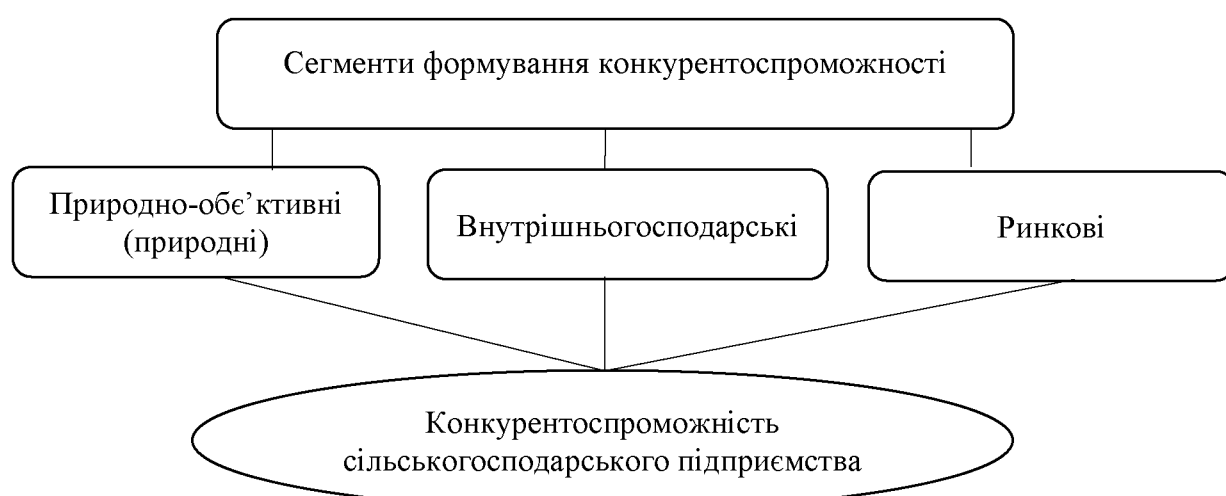 Сегменти формування конкурентоспроможності
Природно-обє’ктивні
(природні)
Внутрішньогосподарські
Ринкові
Конкурентоспроможність
сільськогосподарського підприємства